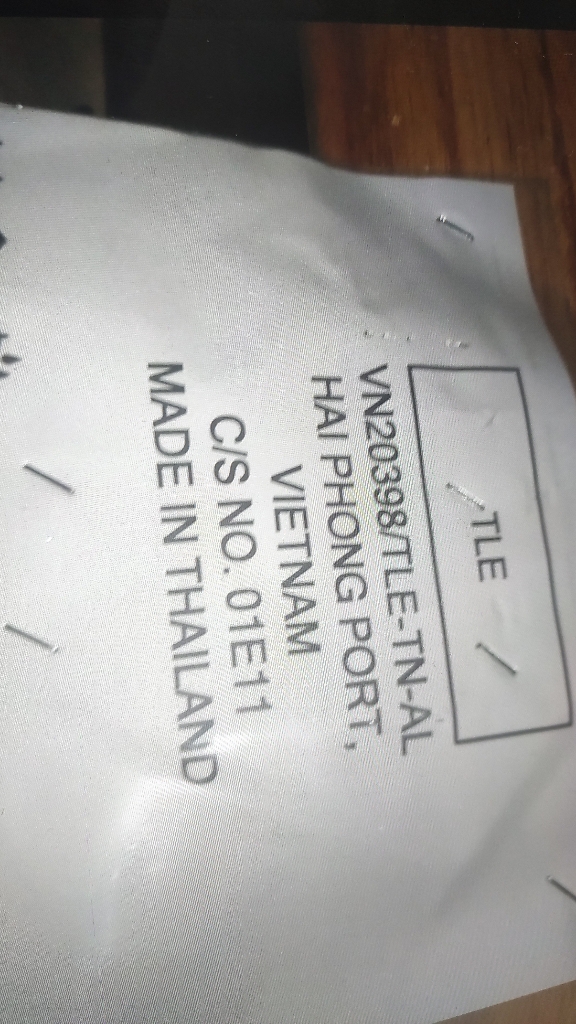 TLE
VN20398/TLE-TN-AL
HAI PHONG PORT,
VIETNAM
C/S NO. 01E11
MADE IN THAILAND